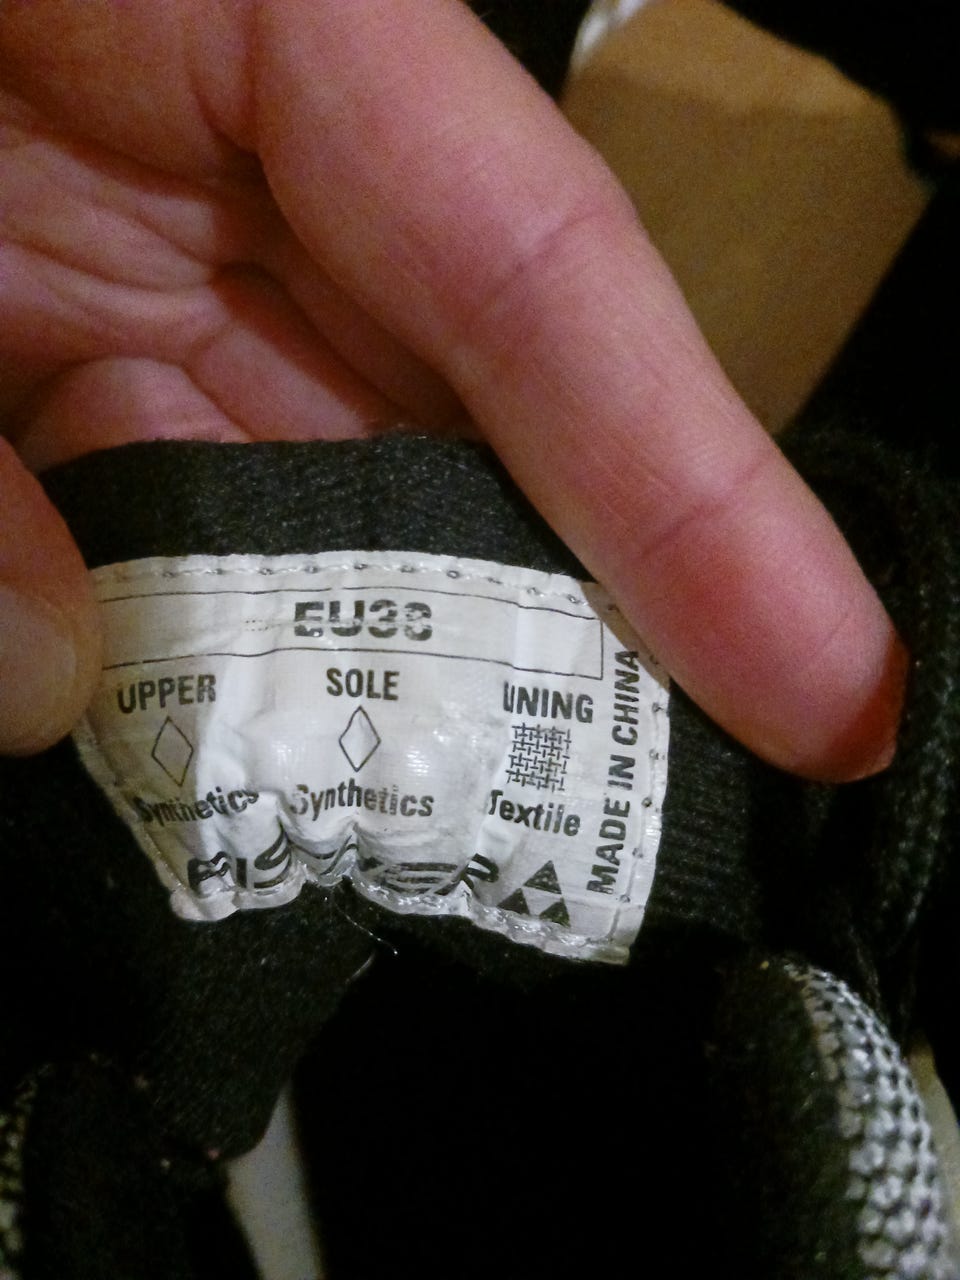 EU38
UPPER
SOLE
LINING
Synthetics
Synthetics
Textile
MADE IN CHINA